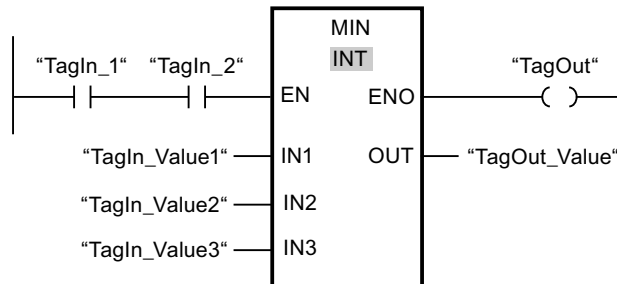 MIN
INT
“TagIn_1“ “TagIn_2“ “TagOut“
EN ENO
“TagIn_Value1“ IN1 OUT “TagOut_Value“
“TagIn_Value2“ IN2
“TagIn_Value3“ IN3